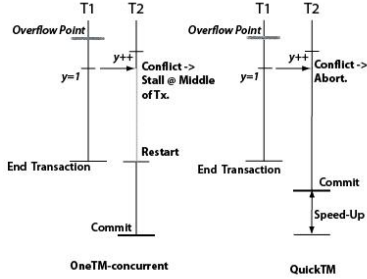 T1 T2 T1 T2
Overflow Point Overflow Point
y++ y++
y=1 Conflict -> y=1 Conflict ->
Stall @ Middle Abort.
of Tx.
Restart
End Transaction End Transaction
Commit
Speed-Up
Commit
OneTM-concurrent QuickTM